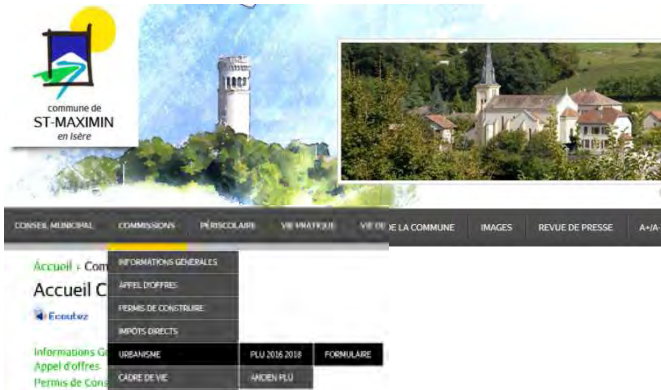 commune de
ST-MAXIMIN
en Isère
CONSEIL MUNICIPAL COMMISSIONS PÉRISCOLAIRE VIE PRATIQUE VIE DE DE LA COMMUNE IMAGES REVUE DE PRESSE A+/A-
Accueil › Com
INFORMATIONS GÉNÉRALES
Accueil C
APPEL D'OFFRES
Ecoutez
PERMIS DE CONSTRUIRE
IMPÔTS DIRECTS
Informations Gé
URBANISME PLU 2016 2018 FORMULAIRE
Appel d'offres
CADRE DE VIE ANCIEN PLU
Permis de Cons